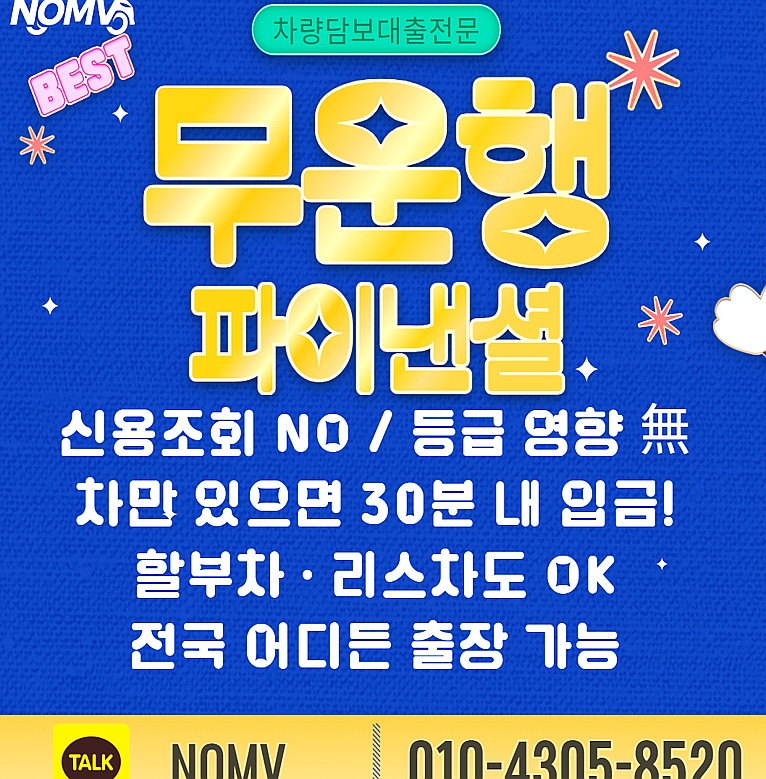 NOMV
차량담보대출전문
BEST
무운행
파이낸셜
신용조회 NO / 등급 영향 無
차만 있으면 30분 내 입금!
할부차 · 리스차도 OK
전국 어디든 출장 가능
TALK NOMV 010-4305-8520